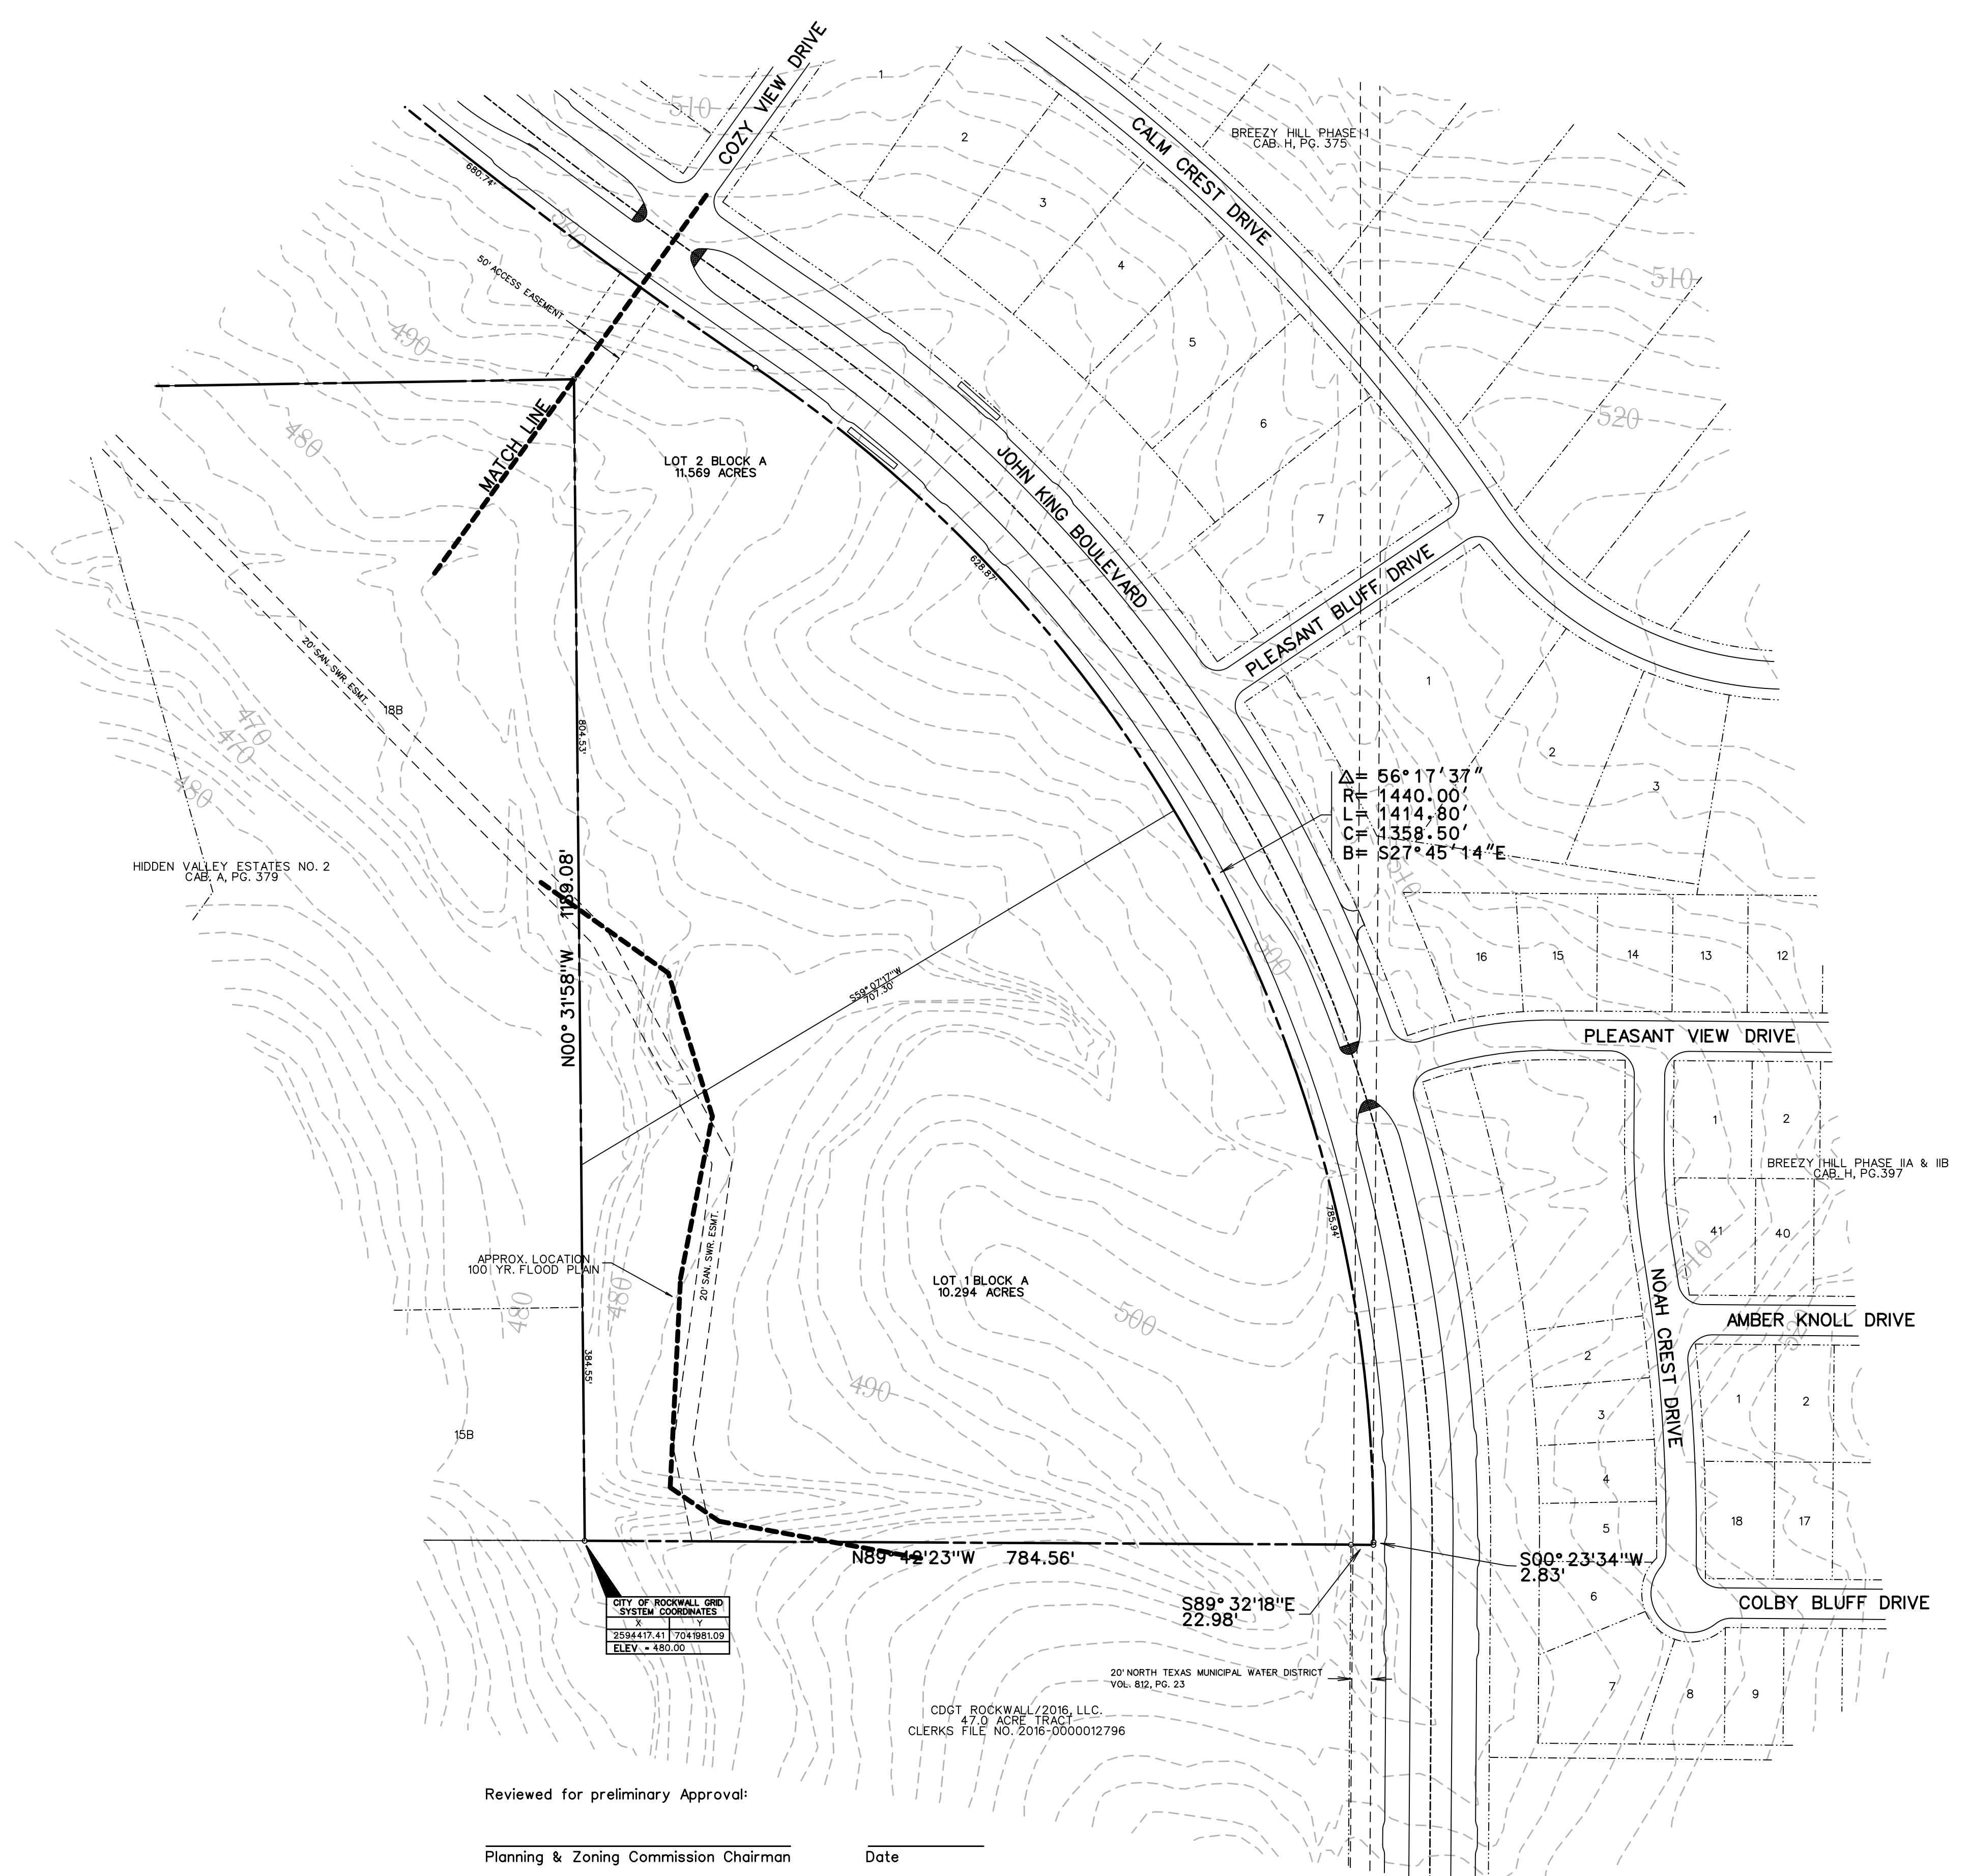 COZY VIEW DRIVE
510
1
2
3
4
5
6
7
CALM CREST DRIVE
BREEZY HILL PHASE 1
CAB. H, PG. 375
510
520
680.74'
500
50' ACCESS EASEMENT
490
480
MATCH LINE
LOT 2 BLOCK A
11.569 ACRES
JOHN KING BOULEVARD
628.87'
PLEASANT BLUFF DRIVE
1
2
3
20' SAN. SWR. ESMT.
18B
470
470
480
804.53'
Δ= 56°17'37"
R= 1440.00'
L= 1414.80'
C= 1358.50'
B= S27°45'14"E
510
HIDDEN VALLEY ESTATES NO. 2
CAB. A, PG. 379
N00° 31'58"W 1189.08'
S59° 07'17"W
707.30'
500
16
15
14
13
12
PLEASANT VIEW DRIVE
1
2
BREEZY HILL PHASE IIA & IIB
CAB. H, PG.397
41
40
510
785.94'
20' SAN. SWR. ESMT.
APPROX. LOCATION
100 YR. FLOOD PLAIN
480
480
LOT 1 BLOCK A
10.294 ACRES
500
490
384.55'
15B
NOAH CREST DRIVE
AMBER KNOLL DRIVE
520
2
3
4
5
6
7
8
9
1
2
18
17
COLBY BLUFF DRIVE
N89° 42'23"W 784.56'
S00° 23'34"W
2.83'
S89° 32'18"E
22.98'
CITY OF ROCKWALL GRID
SYSTEM COORDINATES
X Y
2594417.41 7041981.09
ELEV = 480.00
20' NORTH TEXAS MUNICIPAL WATER DISTRICT
VOL. 812, PG. 23
CDGT ROCKWALL/2016, LLC.
47.0 ACRE TRACT
CLERKS FILE NO. 2016-0000012796
Reviewed for preliminary Approval:
Planning & Zoning Commission Chairman
Date